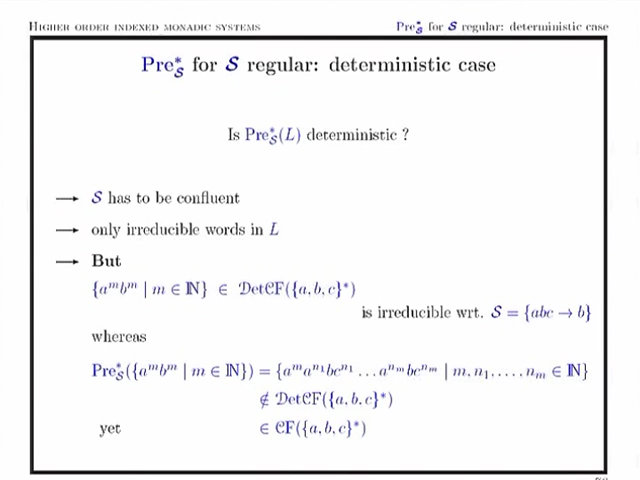 Higher order indexed monadic systems
Pre*_S for S regular: deterministic case
Pre*_S for S regular: deterministic case
Is Pre*_S(L) deterministic ?
→ S has to be confluent
→ only irreducible words in L
→ But
{a^m b^m | m ∈ ℕ} ∈ DetCF({a, b, c}*)
is irreducible wrt. S = {abc → b}
whereas
Pre*_S({a^m b^m | m ∈ ℕ}) = {a^m a^{n_1} b c^{n_1} … a^{n_m} b c^{n_m} | m, n_1, …, n_m ∈ ℕ}
∉ DetCF({a, b, c}*)
yet ∈ CF({a, b, c}*)